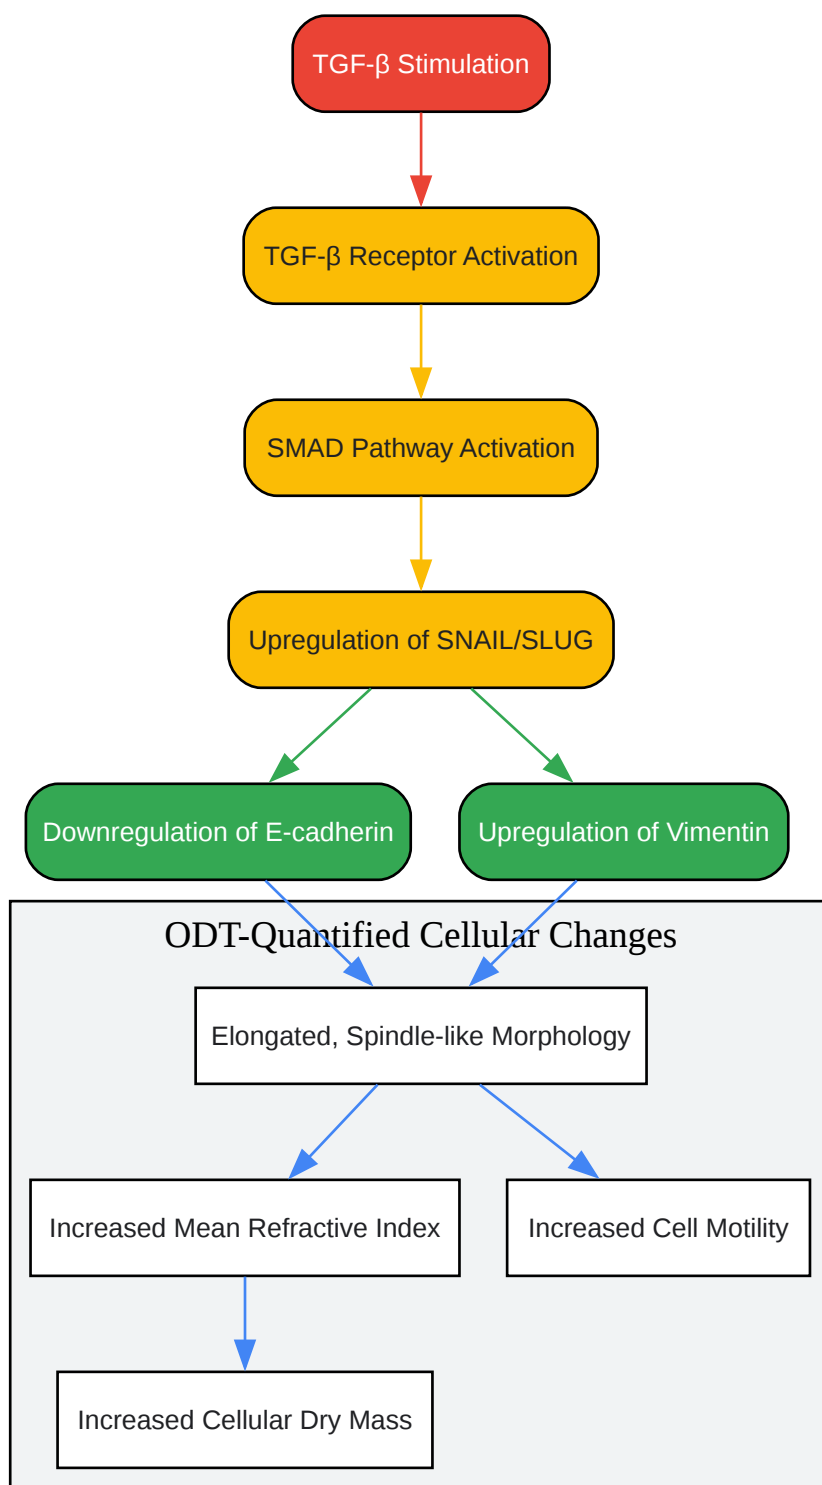 TGF-β Stimulation
TGF-β Receptor Activation
SMAD Pathway Activation
Upregulation of SNAIL/SLUG
Downregulation of E-cadherin
Upregulation of Vimentin
ODT-Quantified Cellular Changes
Elongated, Spindle-like Morphology
Increased Mean Refractive Index
Increased Cell Motility
Increased Cellular Dry Mass